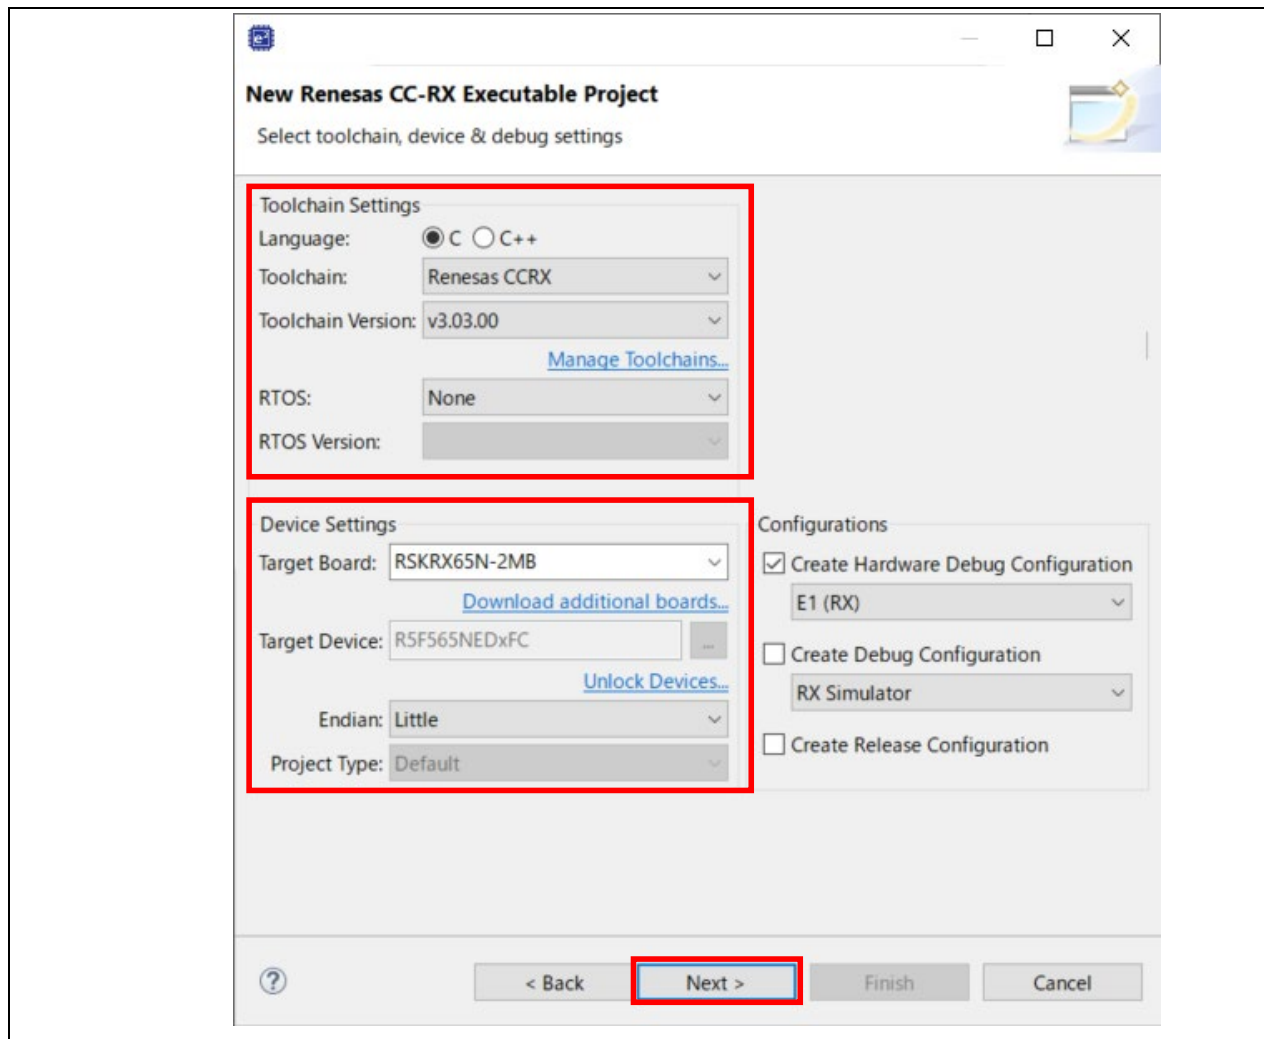 New Renesas CC-RX Executable Project
Select toolchain, device & debug settings
Toolchain Settings
Language: C C++
Toolchain: Renesas CCRX
Toolchain Version: v3.03.00
Manage Toolchains...
RTOS: None
RTOS Version:
Device Settings
Target Board: RSKRX65N-2MB
Download additional boards...
Target Device: R5F565NEDxFC ...
Unlock Devices...
Endian: Little
Project Type: Default
Configurations
Create Hardware Debug Configuration
E1 (RX)
Create Debug Configuration
RX Simulator
Create Release Configuration
? < Back Next > Finish Cancel